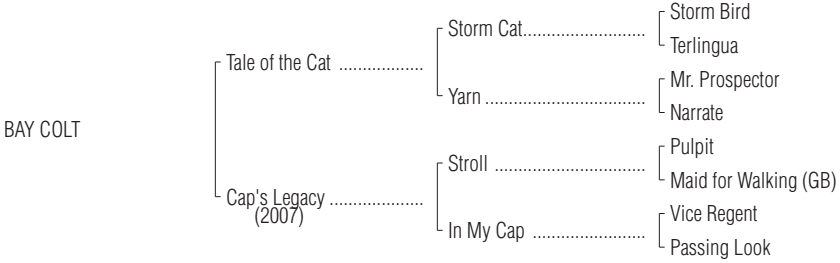 Storm Bird
Storm Cat..........................
Terlingua
Tale of the Cat ..................
Mr. Prospector
Yarn ..................................
Narrate
BAY COLT
Pulpit
Stroll ................................
Maid for Walking (GB)
Cap's Legacy ....................
(2007)
Vice Regent
In My Cap ........................
Passing Look